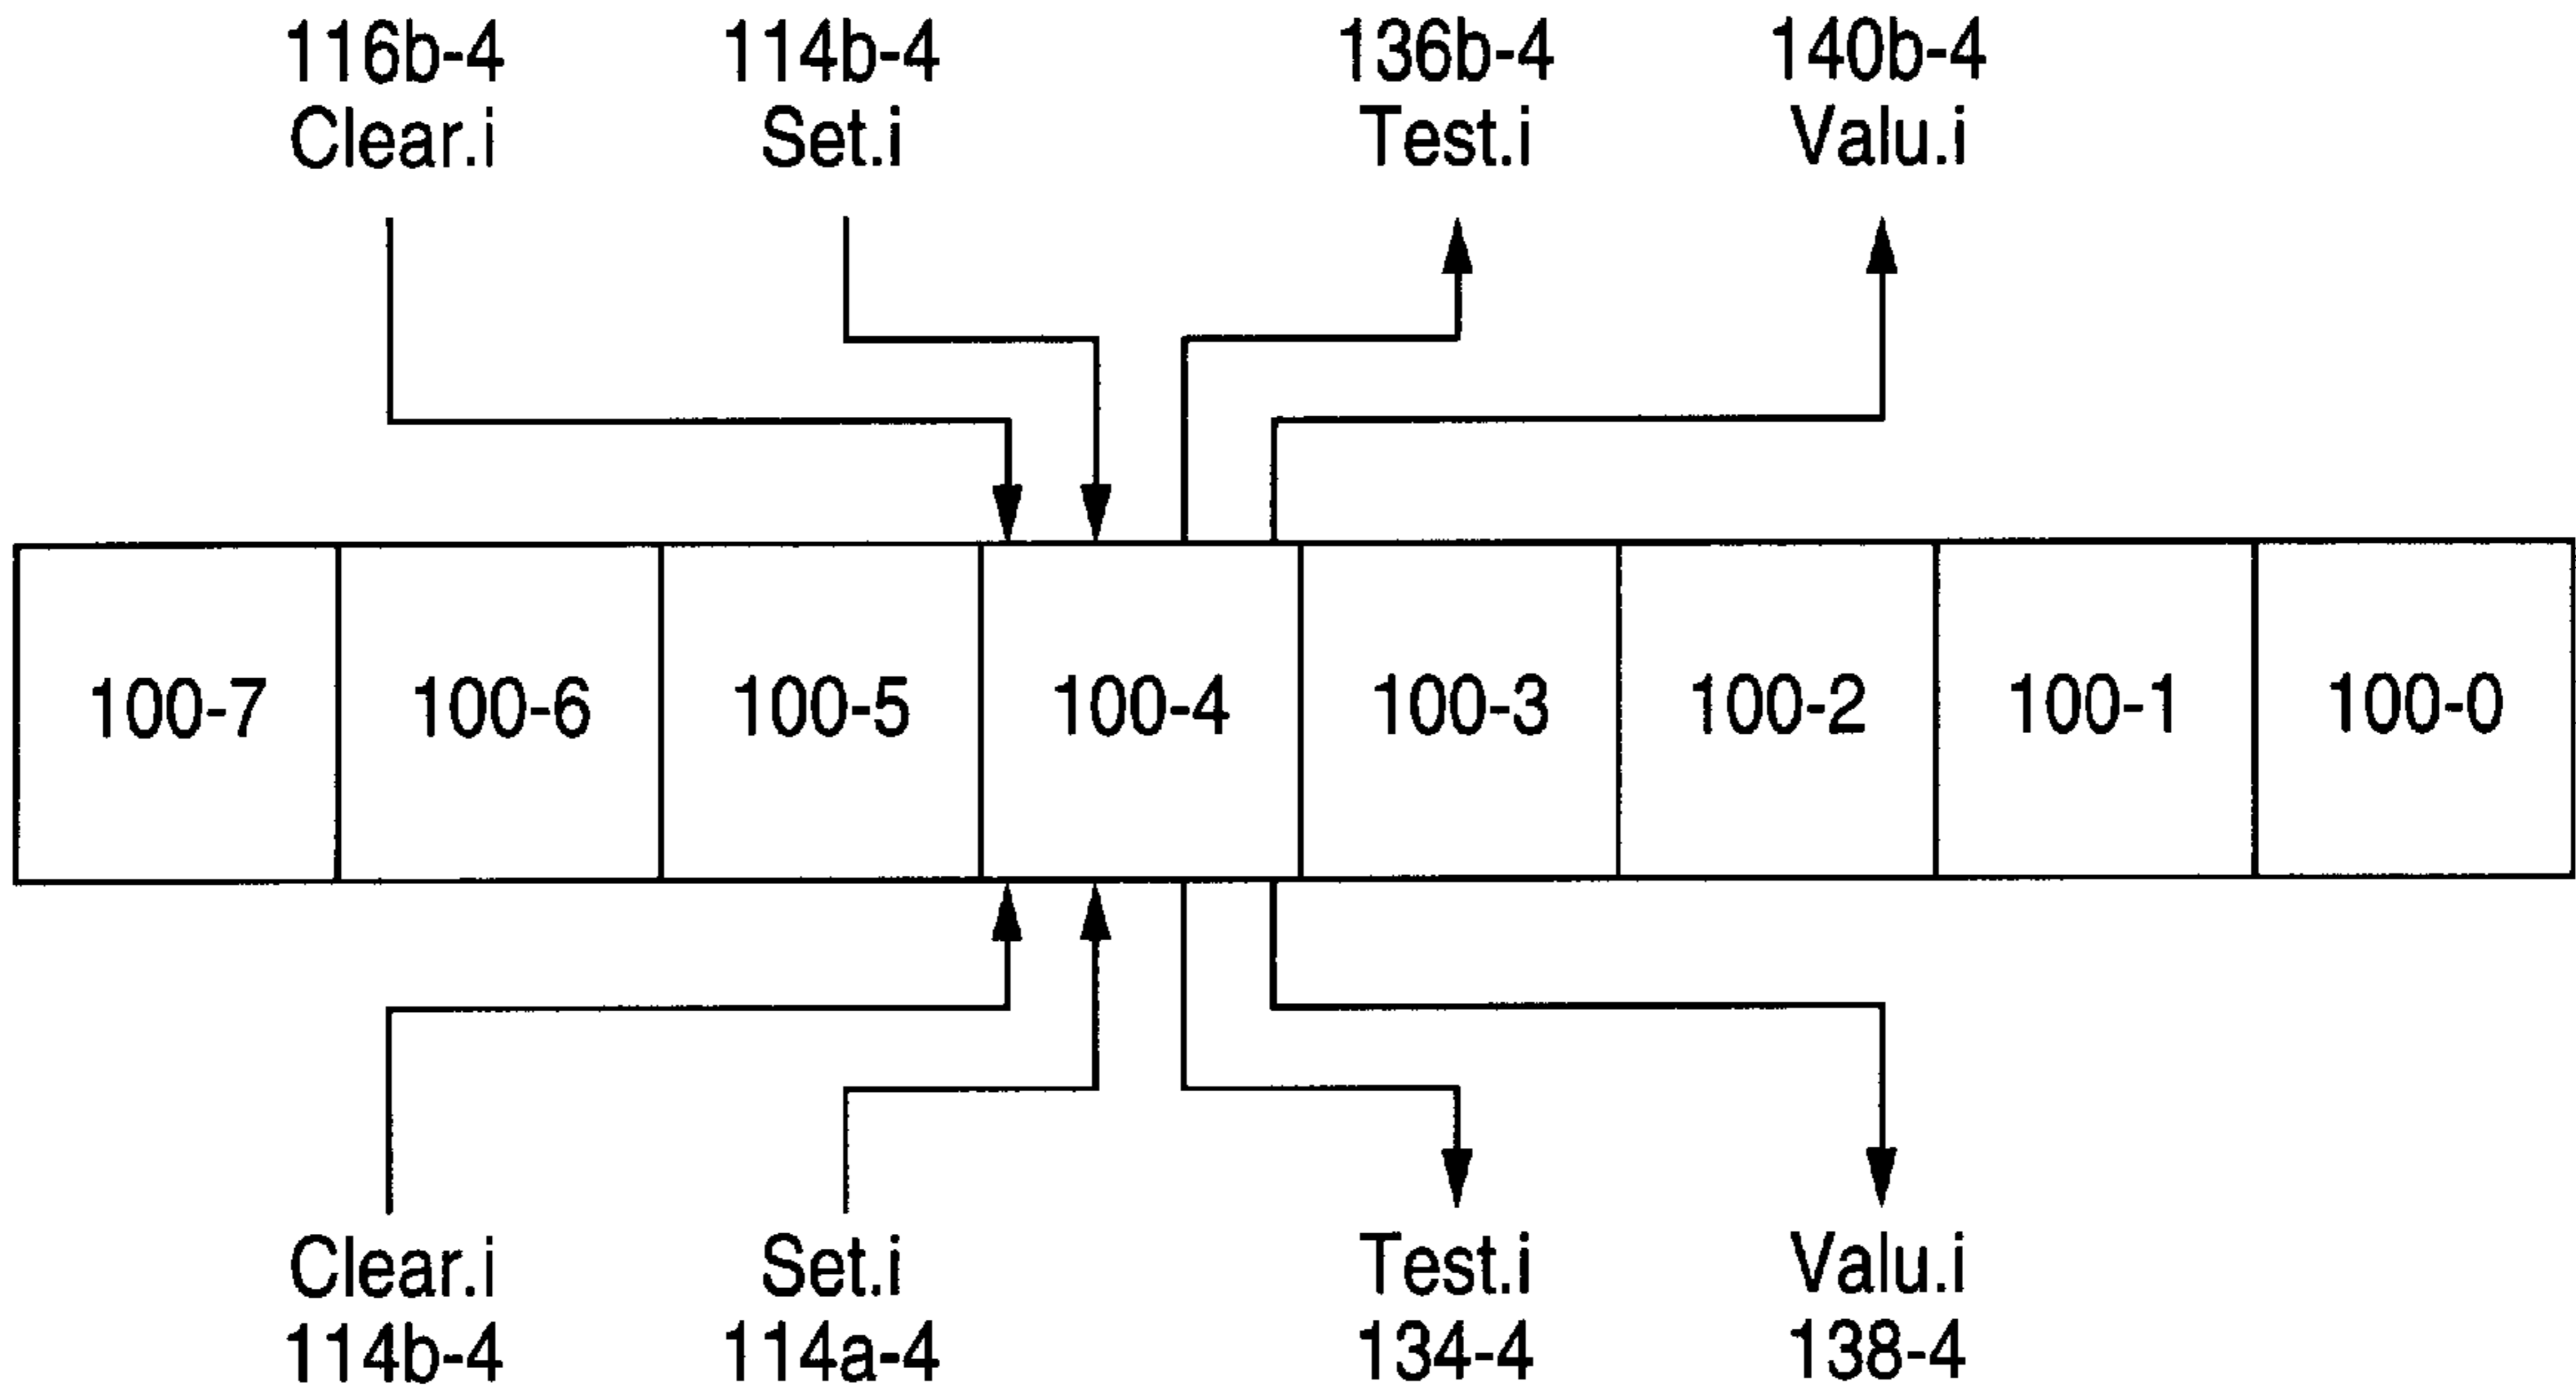 116b-4 114b-4 136b-4 140b-4
Clear.i Set.i Test.i Valu.i
100-7 100-6 100-5 100-4 100-3 100-2 100-1 100-0
Clear.i Set.i Test.i Valu.i
114b-4 114a-4 134-4 138-4